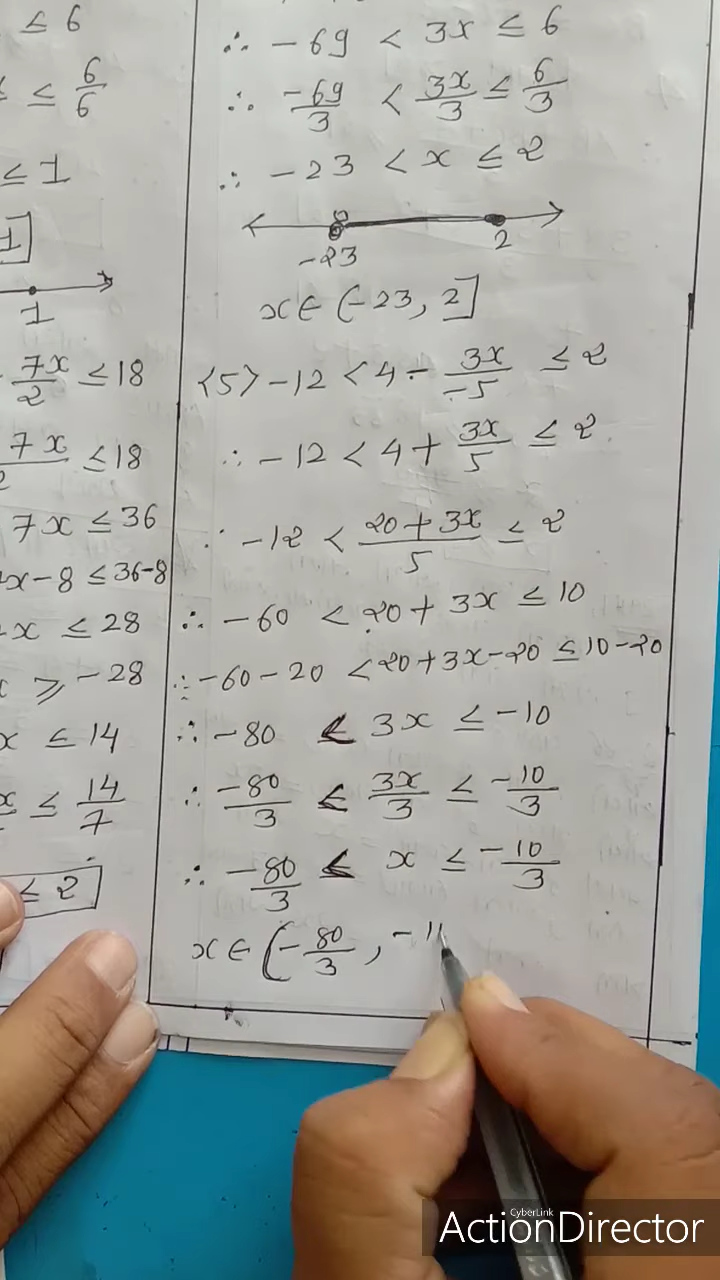 ≤ 6
≤ 6/6
≤ 1
1]
1
7x/2 ≤ 18
7x ≤ 18
7x ≤ 36
x - 8 ≤ 36 - 8
x ≤ 28
≥ -28
x ≤ 14
≤ 14/7
≤ 2
∴ -69 < 3x ≤ 6
∴ -69/3 < 3x/3 ≤ 6/3
∴ -23 < x ≤ 2
-23 2
x ∈ (-23, 2]
<5> -12 < 4 - 3x/-5 ≤ 2
∴ -12 < 4 + 3x/5 ≤ 2
∴ -12 < 20 + 3x/5 ≤ 2
∴ -60 < 20 + 3x ≤ 10
∴ -60 - 20 < 20 + 3x - 20 ≤ 10 - 20
∴ -80 < 3x ≤ -10
∴ -80/3 < 3x/3 ≤ -10/3
∴ -80/3 < x ≤ -10/3
x ∈ (-80/3, -1
CyberLink
ActionDirector